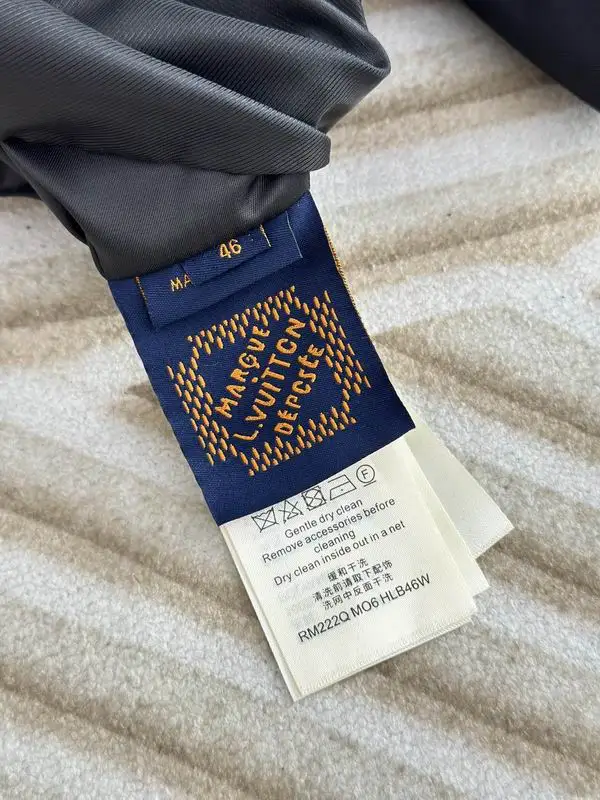 46
MA
MARQUE
L.VUITTON
DEPOSEE
Gentle dry clean
Remove accessories before
cleaning
Dry clean inside out in a net
缓和干洗
清洗前请取下配饰
洗网中反面干洗
RM222Q MO6 HLB46W